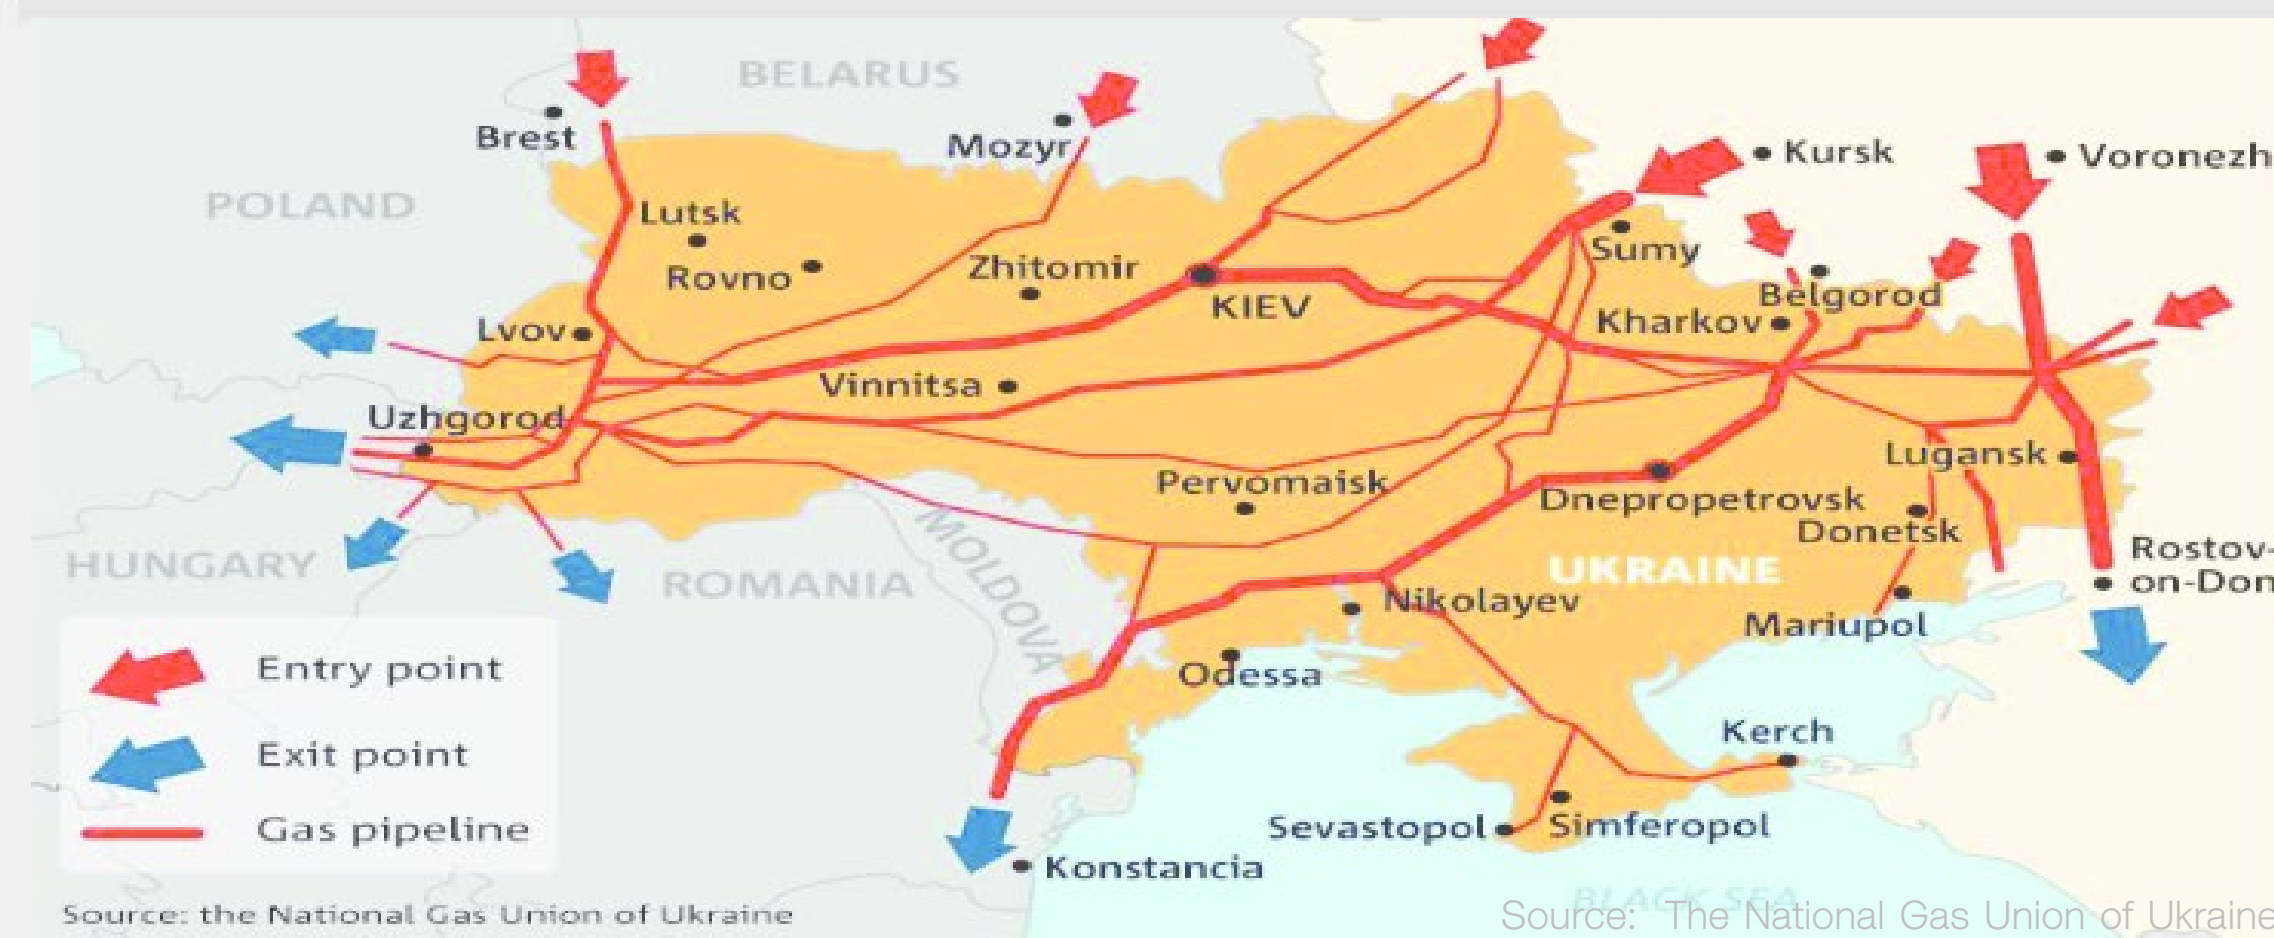 BELARUS
Brest
Mozyr
Kursk
Voronezh
POLAND
Lutsk
Sumy
Rovno
Zhitomir
KIEV
Belgorod
Kharkov
Lvov
Vinnitsa
Uzhgorod
Lugansk
Pervomaisk
Dnepropetrovsk
Donetsk
MOLDOVA
HUNGARY
ROMANIA
UKRAINE
Rostov-
on-Don
Nikolayev
Mariupol
Odessa
Entry point
Exit point
Gas pipeline
Kerch
Sevastopol
Simferopol
Konstancia
BLACK SEA
Source: the National Gas Union of Ukraine
Source: The National Gas Union of Ukraine